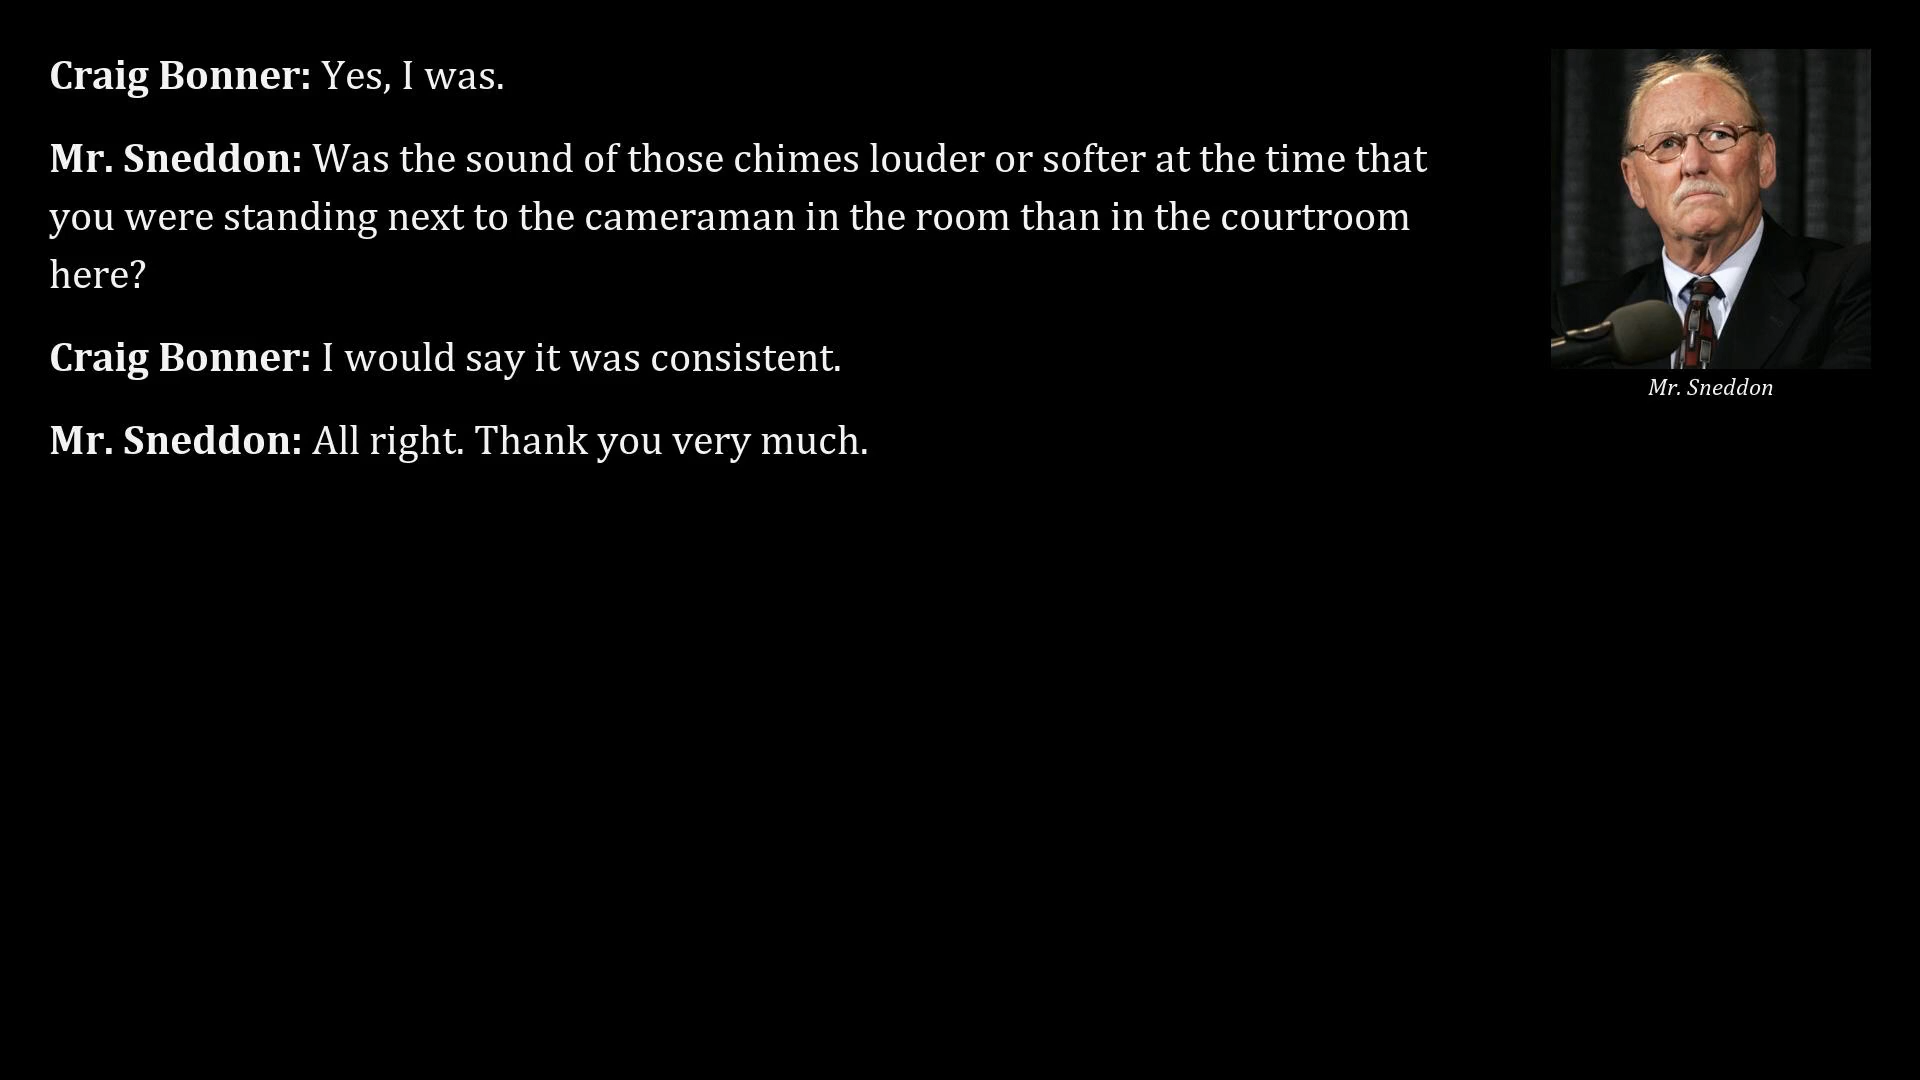 Craig Bonner: Yes, I was.
Mr. Sneddon: Was the sound of those chimes louder or softer at the time that
you were standing next to the cameraman in the room than in the courtroom
here?
Craig Bonner: I would say it was consistent.
Mr. Sneddon: All right. Thank you very much.
Mr. Sneddon